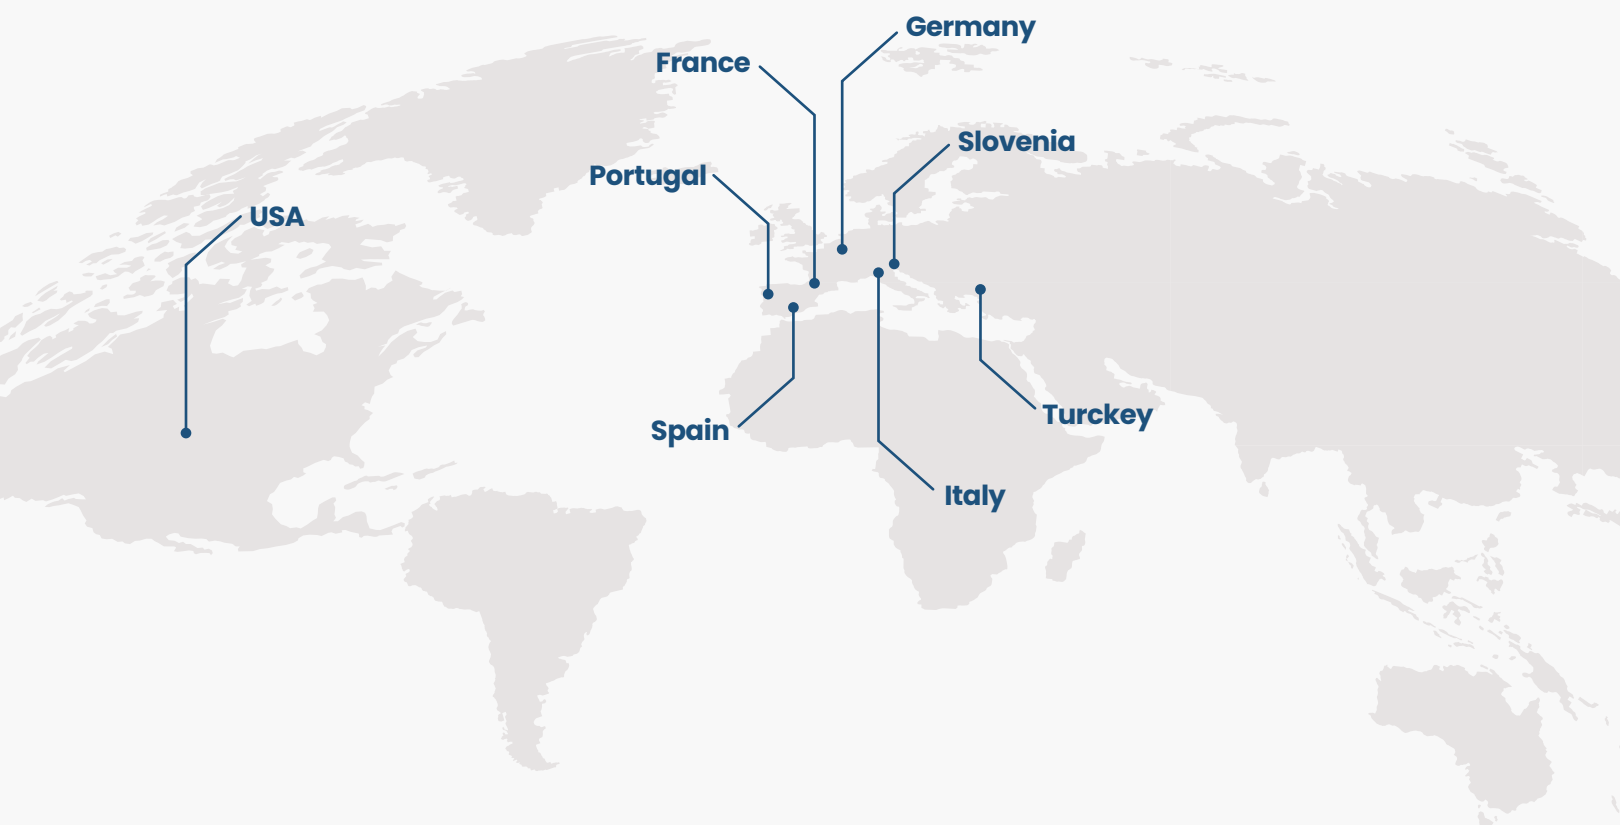 Germany
France
Slovenia
Portugal
USA
Turckey
Spain
Italy